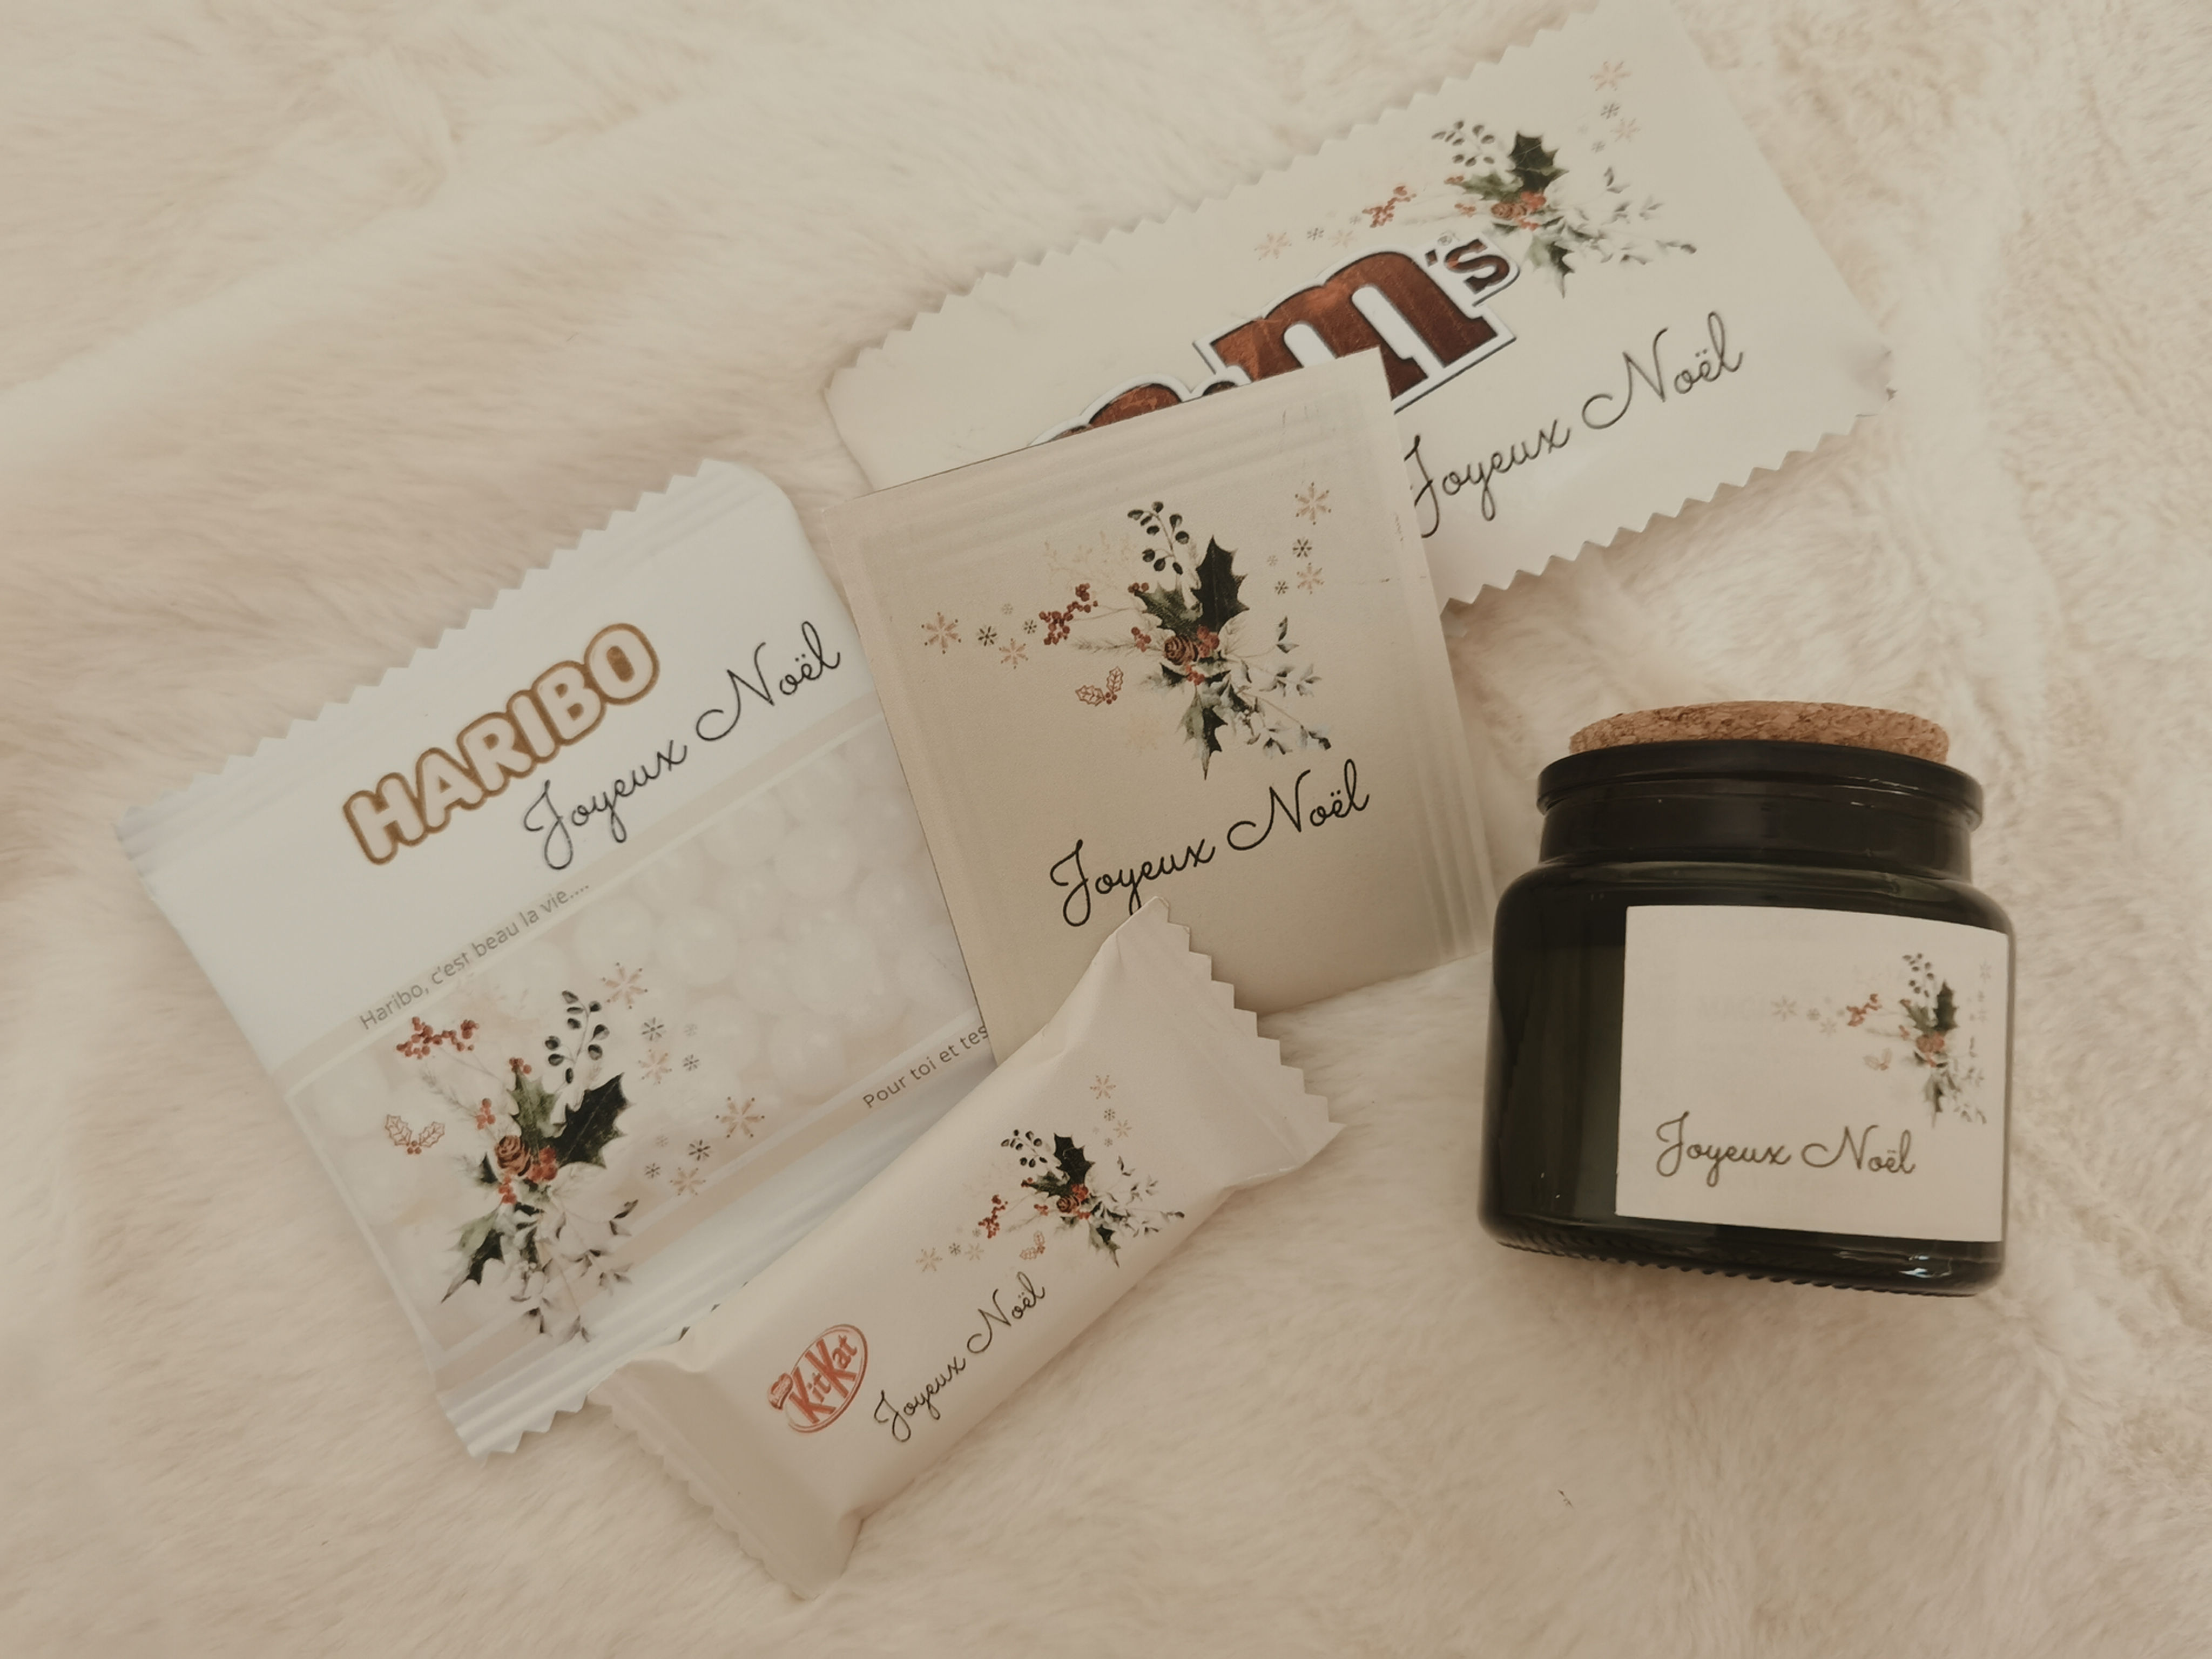 m's
Joyeux Noël
HARIBO
Joyeux Noël
Haribo, c'est beau la vie....
Pour toi et tes
Joyeux Noël
KitKat
Joyeux Noël
Joyeux Noël